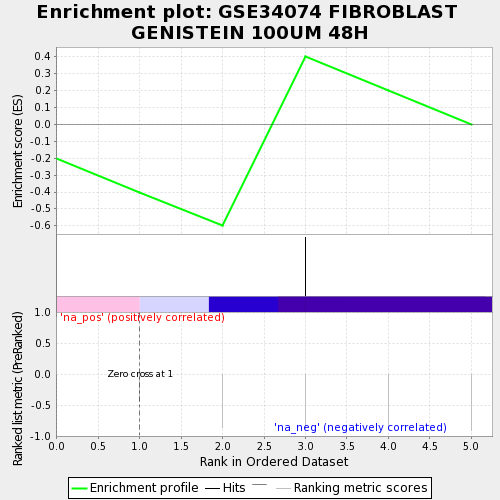 Enrichment plot: GSE34074 FIBROBLAST
GENISTEIN 100UM 48H
Enrichment score (ES)
0.4
0.3
0.2
0.1
0.0
-0.1
-0.2
-0.3
-0.4
-0.5
-0.6
Ranked list metric (PreRanked)
1.0
0.5
0.0
-0.5
-1.0
'na_pos' (positively correlated)
Zero cross at 1
'na_neg' (negatively correlated)
0.0 0.5 1.0 1.5 2.0 2.5 3.0 3.5 4.0 4.5 5.0
Rank in Ordered Dataset
Enrichment profile Hits Ranking metric scores